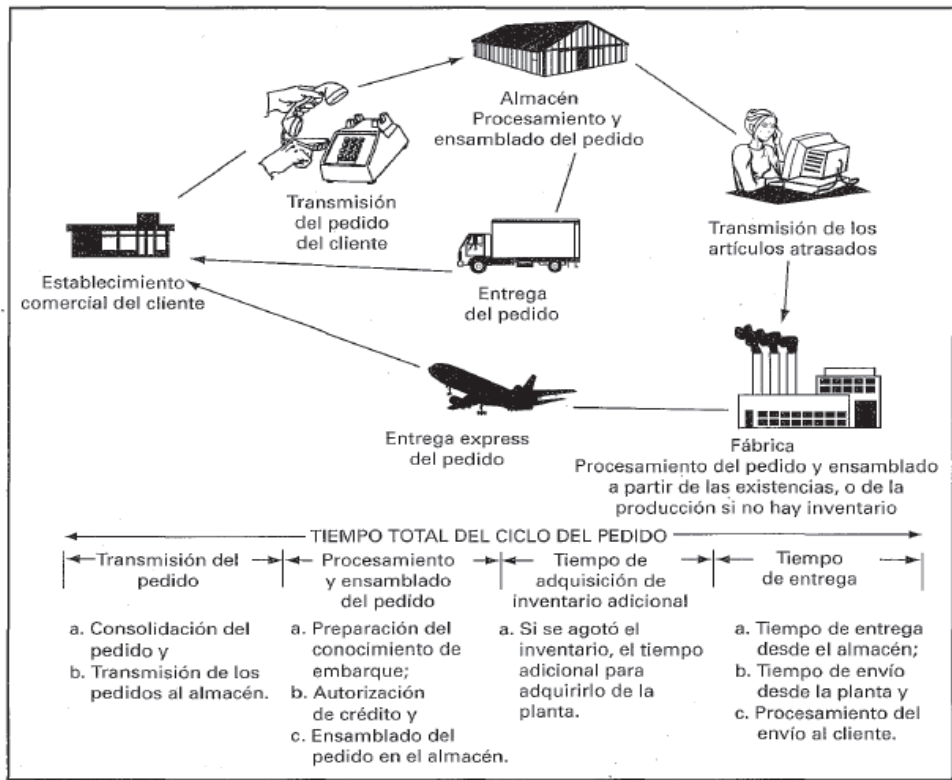 Almacén
Procesamiento y
ensamblado del pedido
Transmisión
del pedido
del cliente
Transmisión de los
artículos atrasados
Establecimiento
comercial del cliente
Entrega
del pedido
Entrega express
del pedido
Fábrica
Procesamiento del pedido y ensamblado
a partir de las existencias, o de la
producción si no hay inventario
TIEMPO TOTAL DEL CICLO DEL PEDIDO
Transmisión del
pedido
Procesamiento
y ensamblado
del pedido
Tiempo de
adquisición de
inventario adicional
Tiempo
de entrega
a. Consolidación del
pedido y
b. Transmisión de los
pedidos al almacén.
a. Preparación del
conocimiento de
embarque;
b. Autorización
de crédito y
c. Ensamblado del
pedido en el almacén.
a. Si se agotó el
inventario, el tiempo
adicional para
adquirirlo de la
planta.
a. Tiempo de entrega
desde el almacén;
b. Tiempo de envío
desde la planta y
c. Procesamiento del
envío al cliente.